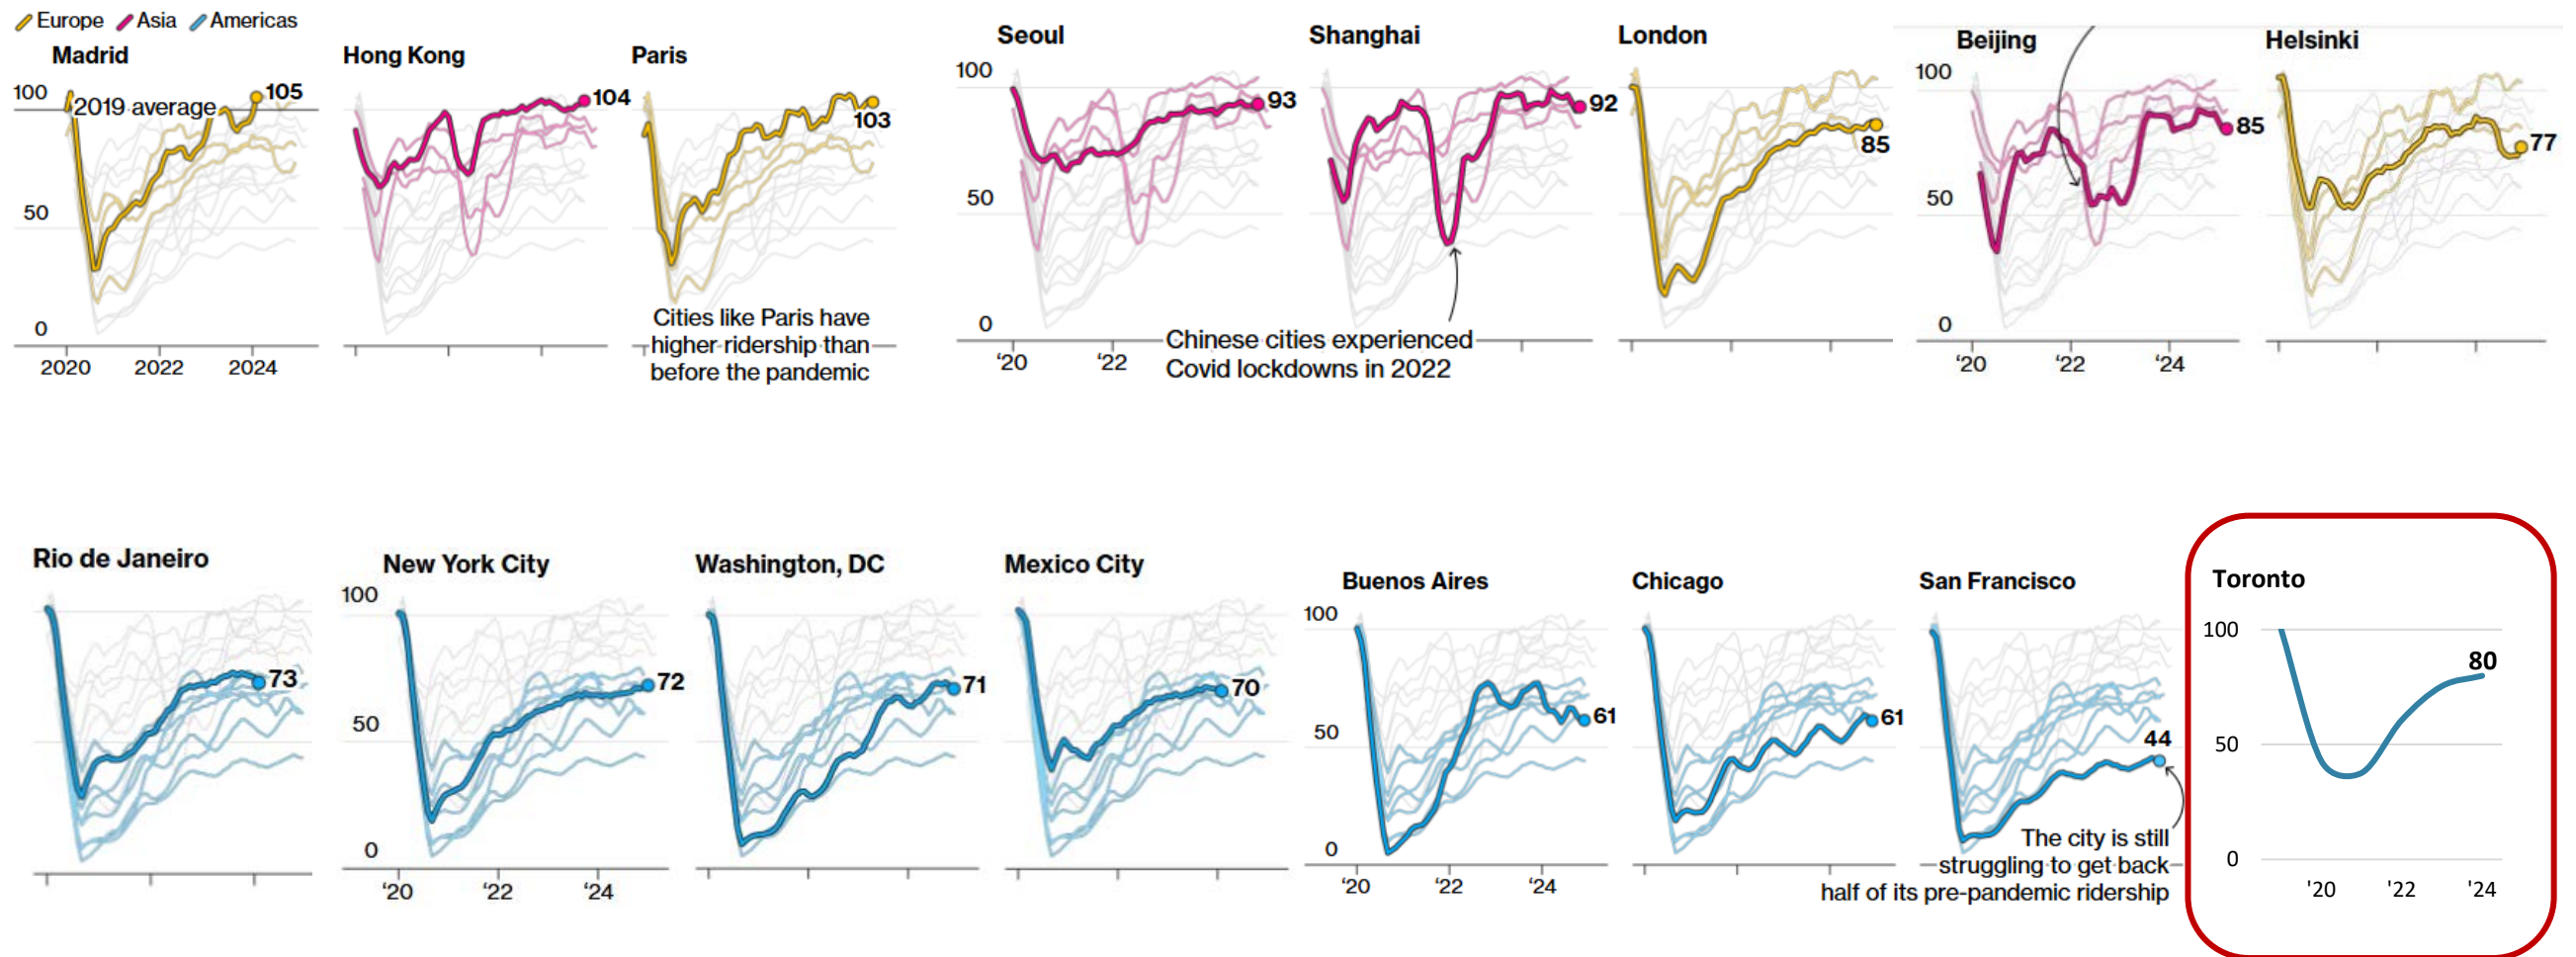 Europe Asia Americas
Madrid
100
2019 average
105
50
0
2020 2022 2024
Hong Kong
104
Paris
103
Cities like Paris have
higher ridership than
before the pandemic
Seoul
100
93
50
0
‘20 ‘22
Shanghai
92
Chinese cities experienced
Covid lockdowns in 2022
London
85
Beijing
100
85
50
0
‘20 ‘22 ‘24
Helsinki
77
Rio de Janeiro
73
New York City
100
72
50
0
‘20 ‘22 ‘24
Washington, DC
71
Mexico City
70
Buenos Aires
100
61
50
0
‘20 ‘22 ‘24
Chicago
61
San Francisco
44
The city is still
struggling to get back
half of its pre-pandemic ridership
Toronto
100
80
50
0
'20 '22 '24